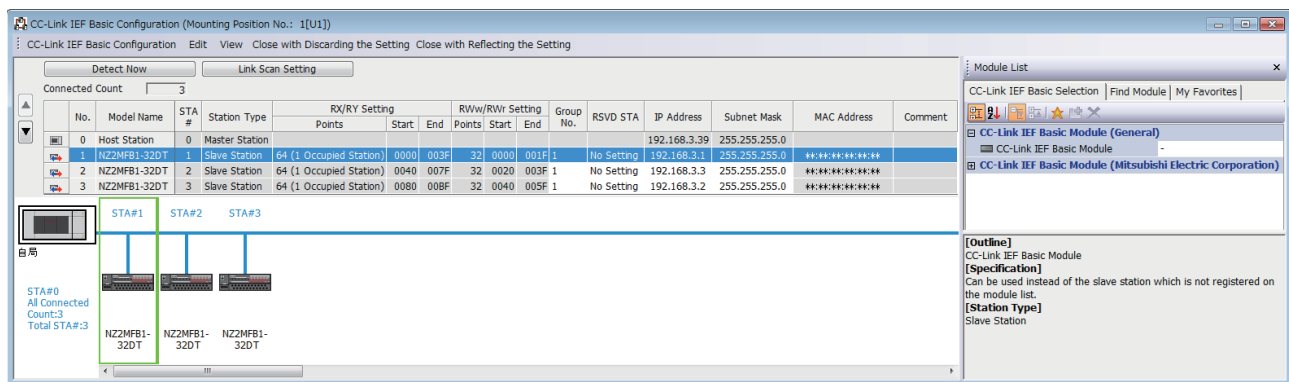 CC-Link IEF Basic Configuration (Mounting Position No.: 1[U1])
CC-Link IEF Basic Configuration Edit View Close with Discarding the Setting Close with Reflecting the Setting
Detect Now Link Scan Setting
Connected Count 3
No. Model Name STA # Station Type RX/RY Setting RWw/RWr Setting Group No. RSVD STA IP Address Subnet Mask MAC Address Comment
Points Start End Points Start End
0 Host Station 0 Master Station 192.168.3.39 255.255.255.0
1 NZ2MFB1-32DT 1 Slave Station 64 (1 Occupied Station) 0000 003F 32 0000 001F 1 No Setting 192.168.3.1 255.255.255.0 **:**:**:**:**:**
2 NZ2MFB1-32DT 2 Slave Station 64 (1 Occupied Station) 0040 007F 32 0020 003F 1 No Setting 192.168.3.3 255.255.255.0 **:**:**:**:**:**
3 NZ2MFB1-32DT 3 Slave Station 64 (1 Occupied Station) 0080 00BF 32 0040 005F 1 No Setting 192.168.3.2 255.255.255.0 **:**:**:**:**:**
STA#1 STA#2 STA#3
自局
STA#0
All Connected
Count:3
Total STA#:3
NZ2MFB1- NZ2MFB1- NZ2MFB1-
32DT 32DT 32DT
Module List
CC-Link IEF Basic Selection Find Module My Favorites
CC-Link IEF Basic Module (General)
CC-Link IEF Basic Module -
CC-Link IEF Basic Module (Mitsubishi Electric Corporation)
[Outline]
CC-Link IEF Basic Module
[Specification]
Can be used instead of the slave station which is not registered on
the module list.
[Station Type]
Slave Station